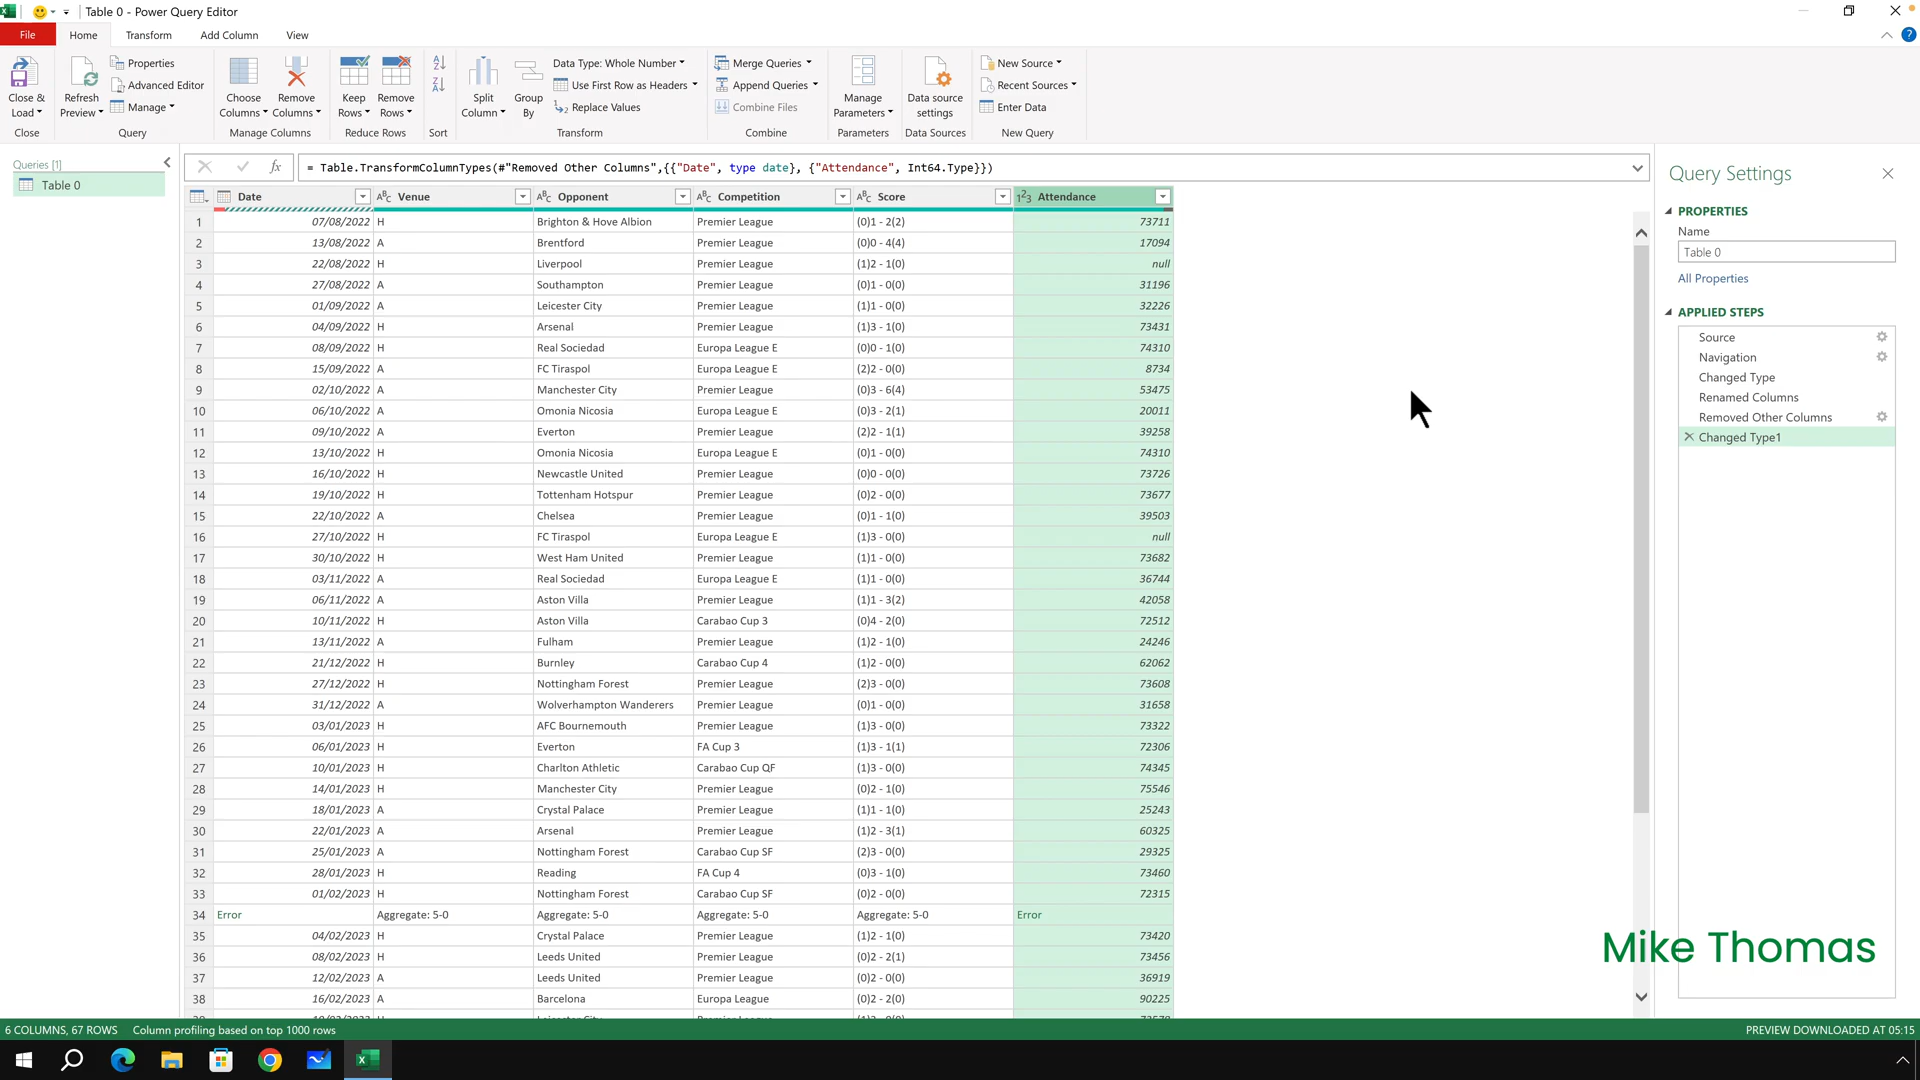 Table 0 - Power Query Editor
File Home Transform Add Column View
Close & Load
Close
Refresh Preview
Properties
Advanced Editor
Manage
Query
Choose Columns
Remove Columns
Manage Columns
Keep Rows
Remove Rows
Reduce Rows
Sort
Split Column
Group By
Data Type: Whole Number
Use First Row as Headers
Replace Values
Transform
Merge Queries
Append Queries
Combine Files
Combine
Manage Parameters
Parameters
Data source settings
Data Sources
New Source
Recent Sources
Enter Data
New Query
Queries [1]
Table 0
fx = Table.TransformColumnTypes(#"Removed Other Columns",{{"Date", type date}, {"Attendance", Int64.Type}})
Date Venue Opponent Competition Score Attendance
1 07/08/2022 H Brighton & Hove Albion Premier League (0)1 - 2(2) 73711
2 13/08/2022 A Brentford Premier League (0)0 - 4(4) 17094
3 22/08/2022 H Liverpool Premier League (1)2 - 1(0) null
4 27/08/2022 A Southampton Premier League (0)1 - 0(0) 31196
5 01/09/2022 A Leicester City Premier League (1)1 - 0(0) 32226
6 04/09/2022 H Arsenal Premier League (1)3 - 1(0) 73431
7 08/09/2022 H Real Sociedad Europa League E (0)0 - 1(0) 74310
8 15/09/2022 A FC Tiraspol Europa League E (2)2 - 0(0) 8734
9 02/10/2022 A Manchester City Premier League (0)3 - 6(4) 53475
10 06/10/2022 A Omonia Nicosia Europa League E (0)3 - 2(1) 20011
11 09/10/2022 A Everton Premier League (2)2 - 1(1) 39258
12 13/10/2022 H Omonia Nicosia Europa League E (0)1 - 0(0) 74310
13 16/10/2022 H Newcastle United Premier League (0)0 - 0(0) 73726
14 19/10/2022 H Tottenham Hotspur Premier League (0)2 - 0(0) 73677
15 22/10/2022 A Chelsea Premier League (0)1 - 1(0) 39503
16 27/10/2022 H FC Tiraspol Europa League E (1)3 - 0(0) null
17 30/10/2022 H West Ham United Premier League (1)1 - 0(0) 73682
18 03/11/2022 A Real Sociedad Europa League E (1)1 - 0(0) 36744
19 06/11/2022 A Aston Villa Premier League (1)1 - 3(2) 42058
20 10/11/2022 H Aston Villa Carabao Cup 3 (0)4 - 2(0) 72512
21 13/11/2022 A Fulham Premier League (1)2 - 1(0) 24246
22 21/12/2022 H Burnley Carabao Cup 4 (1)2 - 0(0) 62062
23 27/12/2022 H Nottingham Forest Premier League (2)3 - 0(0) 73608
24 31/12/2022 A Wolverhampton Wanderers Premier League (0)1 - 0(0) 31658
25 03/01/2023 H AFC Bournemouth Premier League (1)3 - 0(0) 73322
26 06/01/2023 H Everton FA Cup 3 (1)3 - 1(1) 72306
27 10/01/2023 H Charlton Athletic Carabao Cup QF (1)3 - 0(0) 74345
28 14/01/2023 H Manchester City Premier League (0)2 - 1(0) 75546
29 18/01/2023 A Crystal Palace Premier League (1)1 - 1(0) 25243
30 22/01/2023 A Arsenal Premier League (1)2 - 3(1) 60325
31 25/01/2023 A Nottingham Forest Carabao Cup SF (2)3 - 0(0) 29325
32 28/01/2023 H Reading FA Cup 4 (0)3 - 1(0) 73460
33 01/02/2023 H Nottingham Forest Carabao Cup SF (0)2 - 0(0) 72315
34 Error Aggregate: 5-0 Aggregate: 5-0 Aggregate: 5-0 Aggregate: 5-0 Error
35 04/02/2023 H Crystal Palace Premier League (1)2 - 1(0) 73420
36 08/02/2023 H Leeds United Premier League (0)2 - 2(1) 73456
37 12/02/2023 A Leeds United Premier League (0)2 - 0(0) 36919
38 16/02/2023 A Barcelona Europa League (0)2 - 2(0) 90225
Query Settings
PROPERTIES
Name
Table 0
All Properties
APPLIED STEPS
Source
Navigation
Changed Type
Renamed Columns
Removed Other Columns
Changed Type1
Mike Thomas
6 COLUMNS, 67 ROWS Column profiling based on top 1000 rows PREVIEW DOWNLOADED AT 05:15